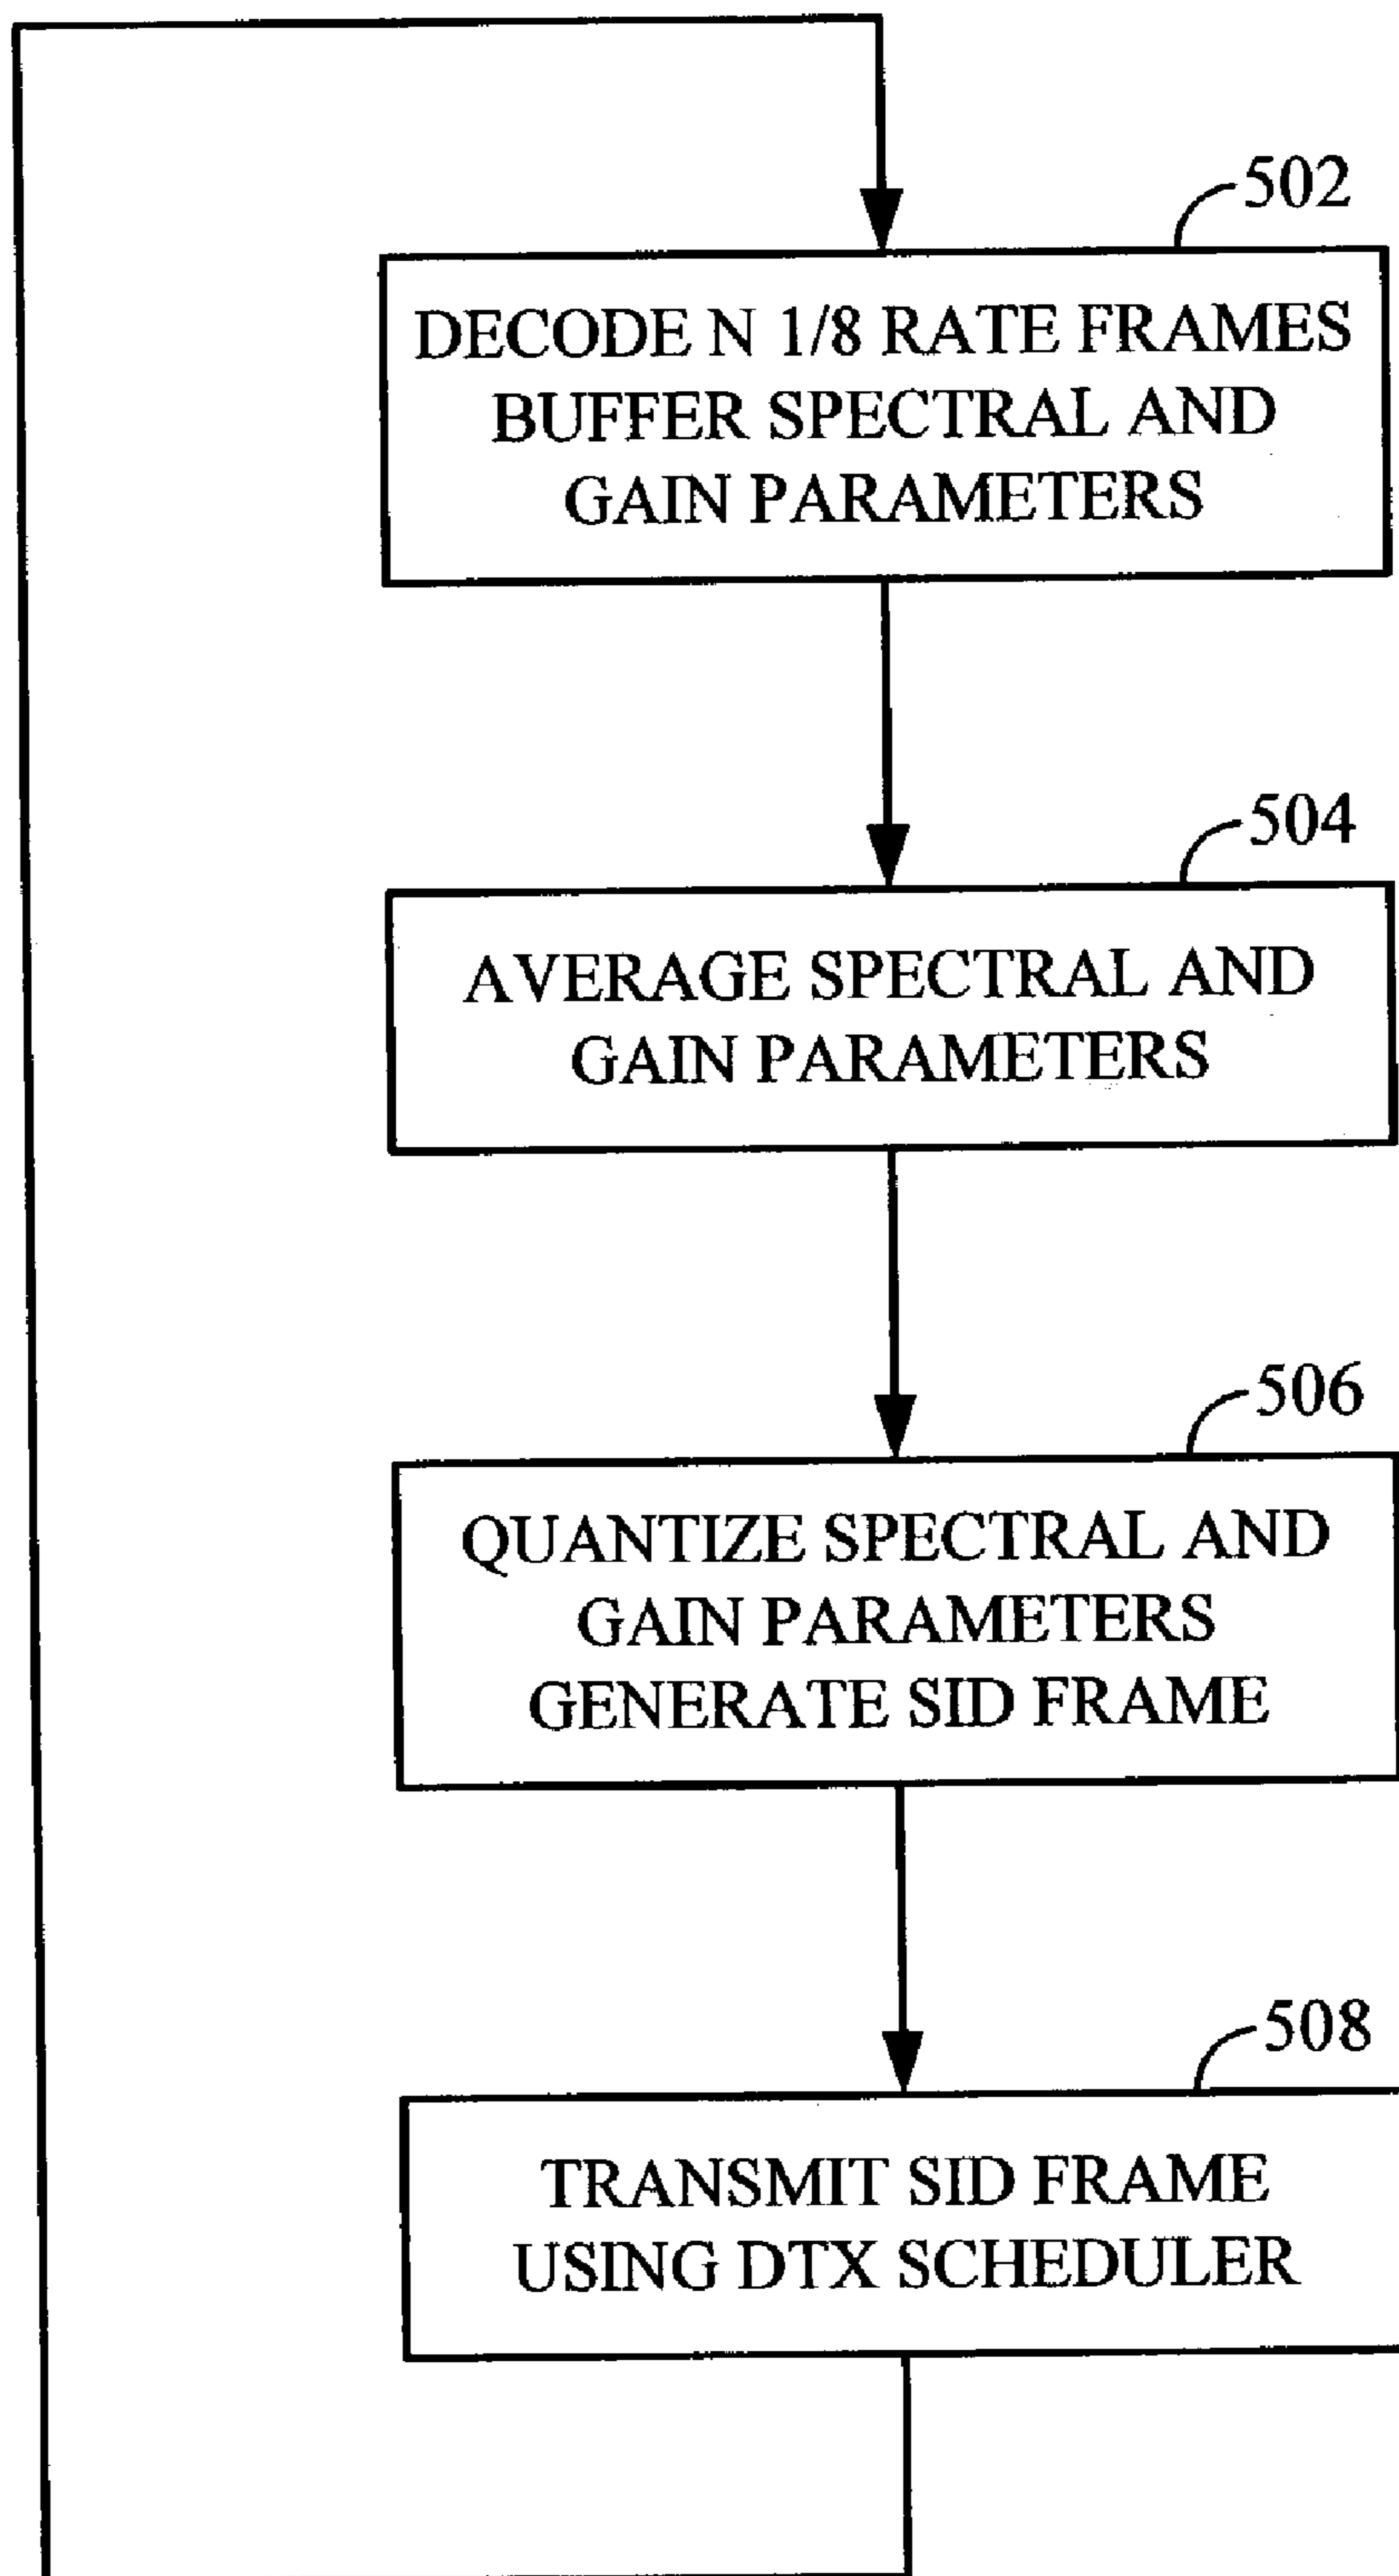 502
DECODE N 1/8 RATE FRAMES
BUFFER SPECTRAL AND
GAIN PARAMETERS
504
AVERAGE SPECTRAL AND
GAIN PARAMETERS
506
QUANTIZE SPECTRAL AND
GAIN PARAMETERS
GENERATE SID FRAME
508
TRANSMIT SID FRAME
USING DTX SCHEDULER